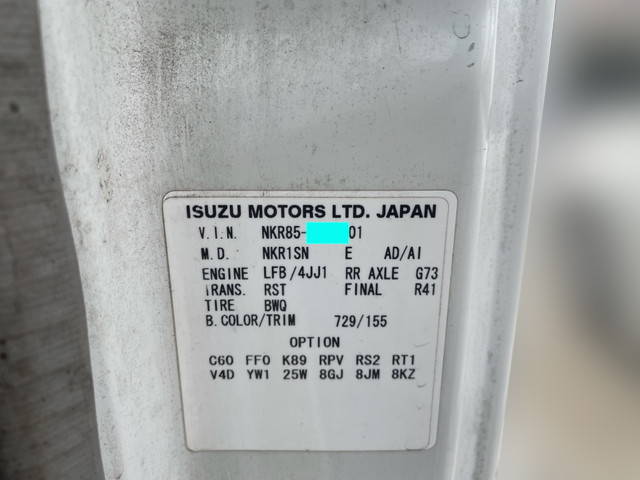 ISUZU MOTORS LTD. JAPAN
V.I.N. NKR85- 01
M.D. NKR1SN E AD/AI
ENGINE LFB/4JJ1 RR AXLE G73
TRANS. RST FINAL R41
TIRE BWQ
B.COLOR/TRIM 729/155
OPTION
C60 FF0 K89 RPV RS2 RT1
V4D YW1 25W 8GJ 8JM 8KZ